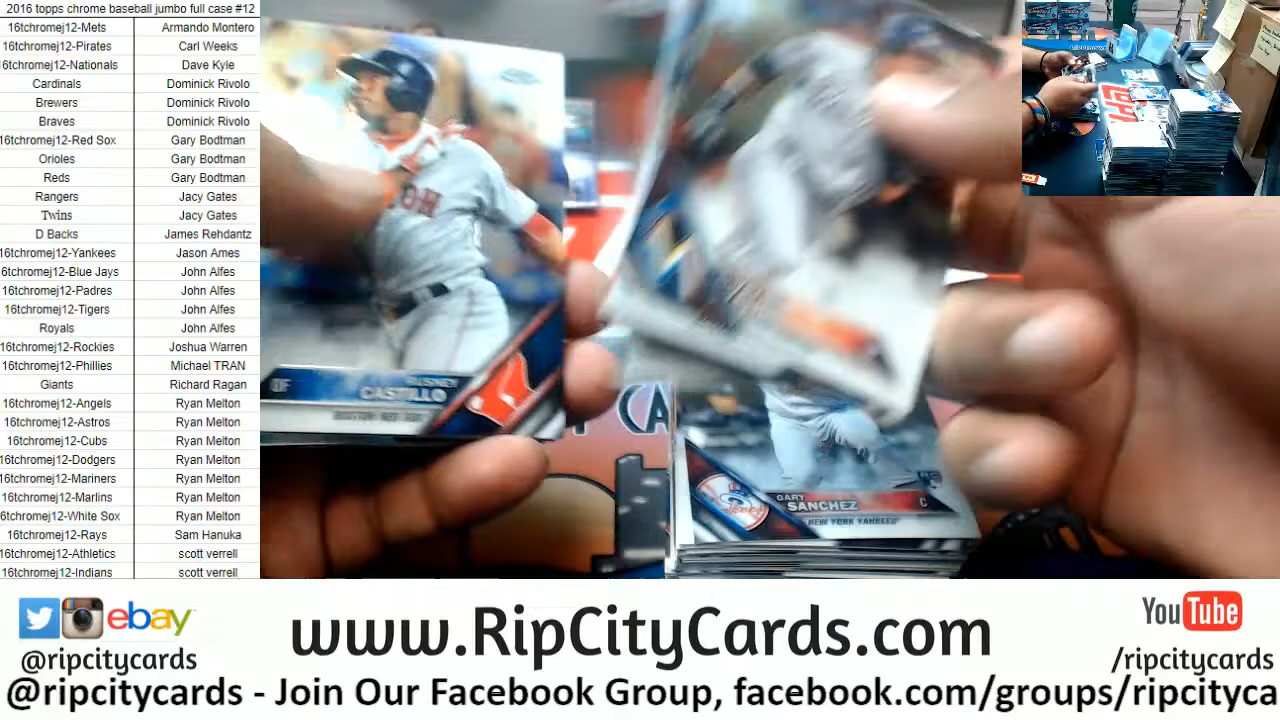 2016 topps chrome baseball jumbo full case #12
16tchromej12-Mets Armando Montero
16tchromej12-Pirates Carl Weeks
16tchromej12-Nationals Dave Kyle
Cardinals Dominick Rivolo
Brewers Dominick Rivolo
Braves Dominick Rivolo
16tchromej12-Red Sox Gary Bodtman
Orioles Gary Bodtman
Reds Gary Bodtman
Rangers Jacy Gates
Twins Jacy Gates
D Backs James Rehdantz
16tchromej12-Yankees Jason Ames
6tchromej12-Blue Jays John Alfes
16tchromej12-Padres John Alfes
16tchromej12-Tigers John Alfes
Royals John Alfes
16tchromej12-Rockies Joshua Warren
16tchromej12-Phillies Michael TRAN
Giants Richard Ragan
16tchromej12-Angels Ryan Melton
16tchromej12-Astros Ryan Melton
16tchromej12-Cubs Ryan Melton
16tchromej12-Dodgers Ryan Melton
16tchromej12-Mariners Ryan Melton
16tchromej12-Marlins Ryan Melton
6tchromej12-White Sox Ryan Melton
16tchromej12-Rays Sam Hanuka
16tchromej12-Athletics scott verrell
16tchromej12-Indians scott verrell
OF
CASTILLO
GARY
SANCHEZ C
NEW YORK YANKEES
ebay
@ripcitycards
www.RipCityCards.com
YouTube
/ripcitycards
@ripcitycards - Join Our Facebook Group, facebook.com/groups/ripcityca